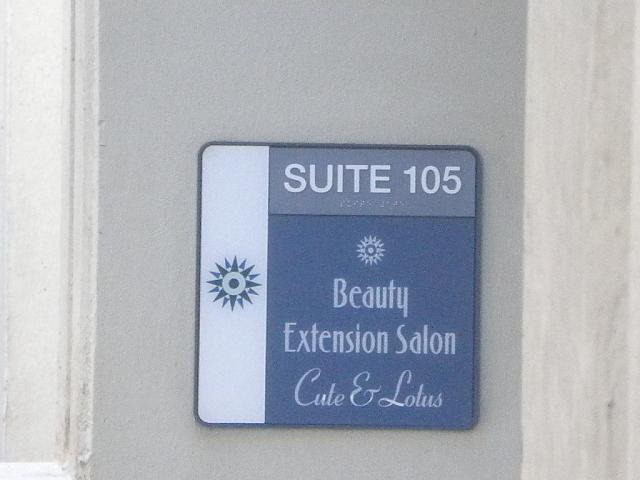 SUITE 105
Beauty
Extension Salon
Cute & Lotus